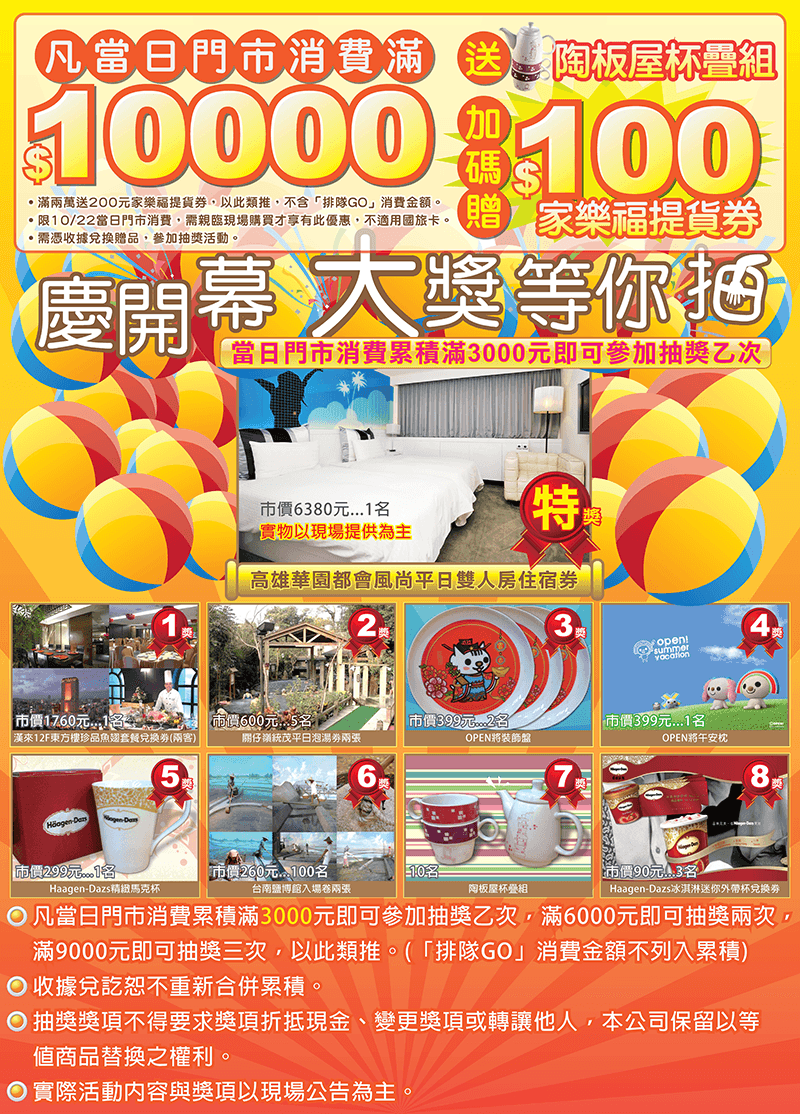 凡當日門市消費滿
$10000
送
陶板屋杯疊組
加碼贈
$100
家樂福提貨券
•滿兩萬送200元家樂福提貨券，以此類推，不含「排隊GO」消費金額。
•限10/22當日門市消費，需親臨現場購買才享有此優惠，不適用國旅卡。
•需憑收據兌換贈品，參加抽獎活動。
慶開幕 大獎等你抽
當日門市消費累積滿3000元即可參加抽獎乙次
市價6380元...1名
實物以現場提供為主
特獎
高雄華園都會風尚平日雙人房住宿券
1獎
市價1760元...1名
漢來12F東方樓珍品魚翅套餐兌換券(兩客)
2獎
市價600元...5名
關仔嶺統茂平日泡湯券兩張
3獎
市價399元...2名
OPEN將裝飾盤
open!
summer
vacation
4獎
市價399元...1名
OPEN將午安枕
5獎
Häagen-Dazs
Häagen-Dazs
市價299元...1名
Haagen-Dazs精緻馬克杯
6獎
市價260元...100名
台南鹽博館入場卷兩張
7獎
10名
陶板屋杯疊組
8獎
市價90元...3名
Haagen-Dazs冰淇淋迷你外帶杯兌換券
凡當日門市消費累積滿3000元即可參加抽獎乙次，滿6000元即可抽獎兩次，
滿9000元即可抽獎三次，以此類推。(「排隊GO」消費金額不列入累積)
收據兌訖恕不重新合併累積。
抽獎獎項不得要求獎項折抵現金、變更獎項或轉讓他人，本公司保留以等
值商品替換之權利。
實際活動內容與獎項以現場公告為主。